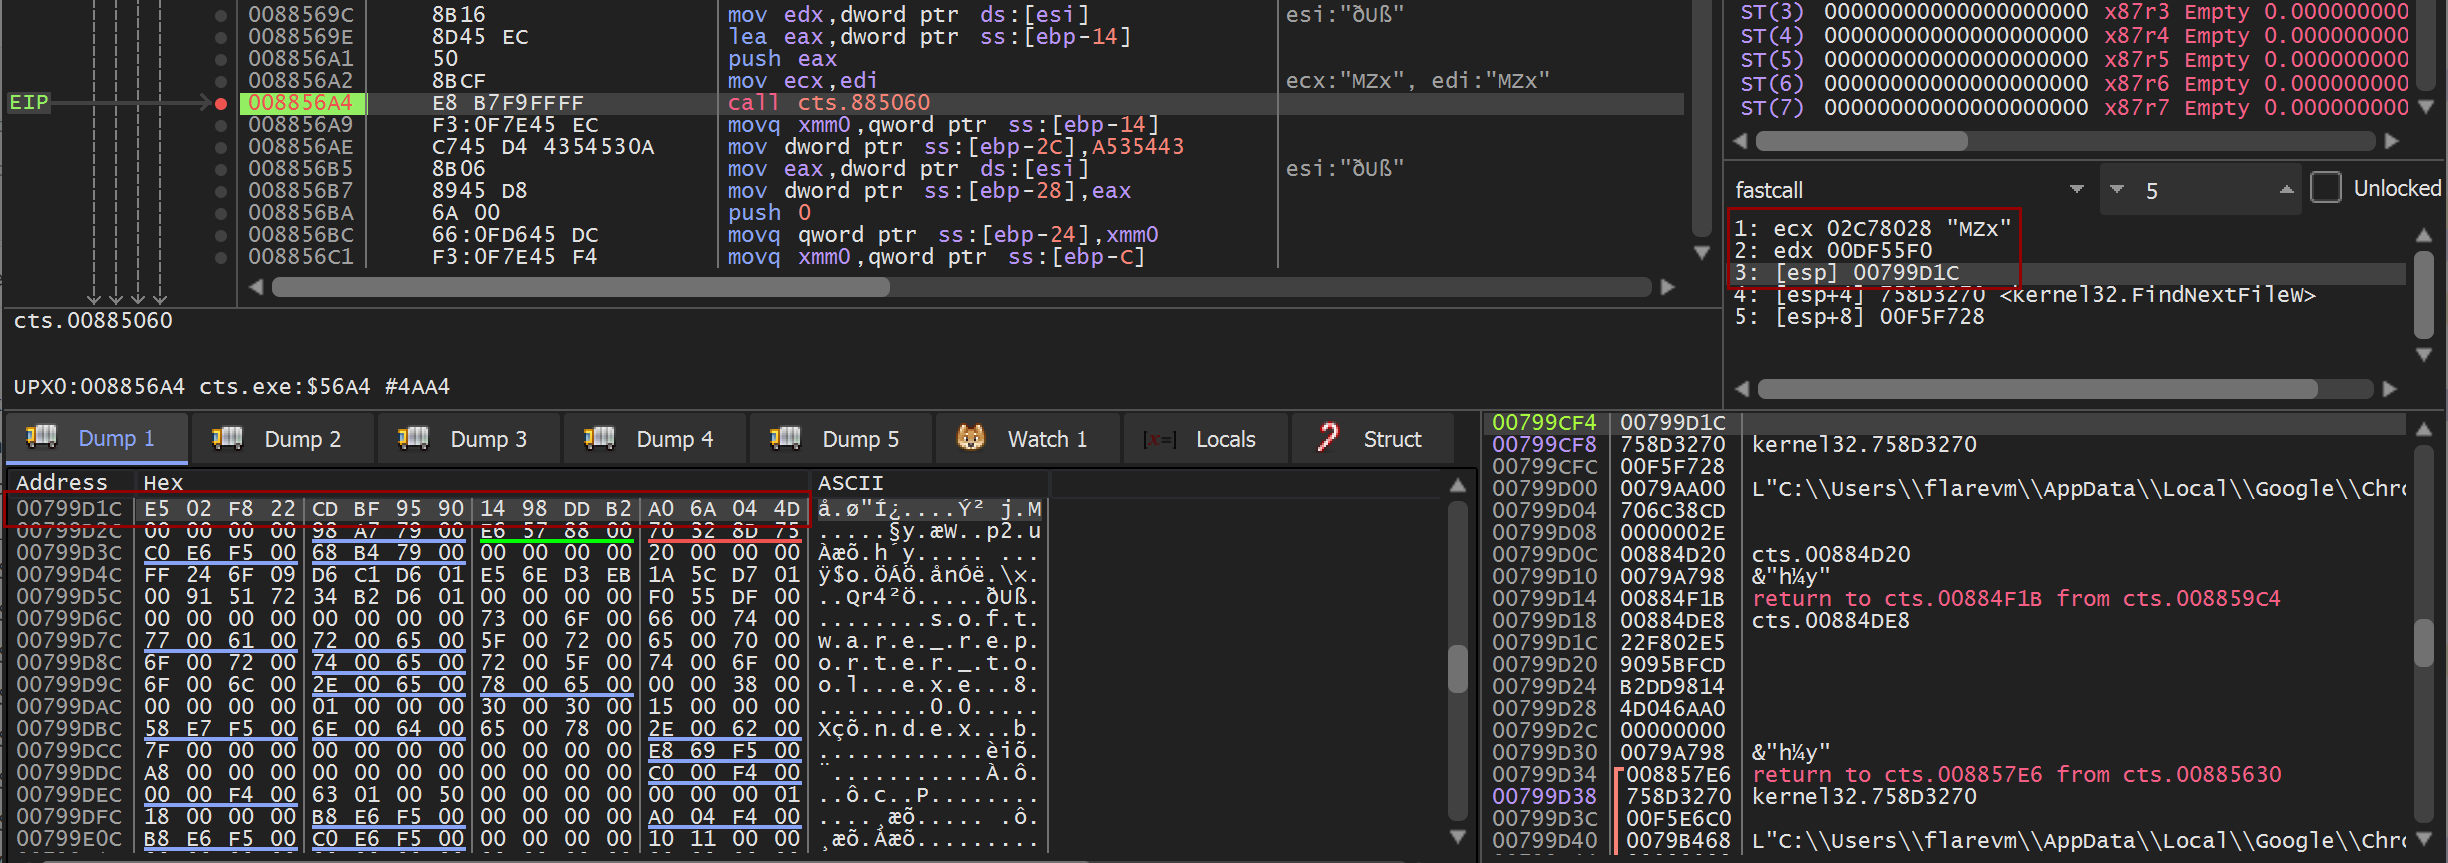 0088569C 8B16 mov edx,dword ptr ds:[esi] esi:"ðUß"
0088569E 8D45 EC lea eax,dword ptr ss:[ebp-14]
008856A1 50 push eax
008856A2 8BCF mov ecx,edi ecx:"MZx", edi:"MZx"
EIP 008856A4 E8 B7F9FFFF call cts.885060
008856A9 F3:0F7E45 EC movq xmm0,qword ptr ss:[ebp-14]
008856AE C745 D4 4354530A mov dword ptr ss:[ebp-2C],A535443
008856B5 8B06 mov eax,dword ptr ds:[esi] esi:"ðUß"
008856B7 8945 D8 mov dword ptr ss:[ebp-28],eax
008856BA 6A 00 push 0
008856BC 66:0FD645 DC movq qword ptr ss:[ebp-24],xmm0
008856C1 F3:0F7E45 F4 movq xmm0,qword ptr ss:[ebp-C]
ST(3) 00000000000000000000 x87r3 Empty 0.000000000
ST(4) 00000000000000000000 x87r4 Empty 0.000000000
ST(5) 00000000000000000000 x87r5 Empty 0.000000000
ST(6) 00000000000000000000 x87r6 Empty 0.000000000
ST(7) 00000000000000000000 x87r7 Empty 0.000000000
fastcall 5 Unlocked
1: ecx 02C78028 "MZx"
2: edx 00DF55F0
3: [esp] 00799D1C
4: [esp+4] 758D3270 <kernel32.FindNextFileW>
5: [esp+8] 00F5F728
cts.00885060
UPX0:008856A4 cts.exe:$56A4 #4AA4
Dump 1 Dump 2 Dump 3 Dump 4 Dump 5 Watch 1 [x=] Locals Struct
Address Hex ASCII
00799D1C E5 02 F8 22 CD BF 95 90 14 98 DD B2 A0 6A 04 4D å.ø"Í¿....Ý² j.M
00799D2C 00 00 00 00 98 A7 79 00 E6 57 88 00 70 32 8D 75 .....§y.æW..p2.u
00799D3C C0 E6 F5 00 68 B4 79 00 00 00 00 00 20 00 00 00 Àæõ.h´y..... ...
00799D4C FF 24 6F 09 D6 C1 D6 01 E5 6E D3 EB 1A 5C D7 01 ÿ$o.ÖÁÖ.ånÓë.\×.
00799D5C 00 91 51 72 34 B2 D6 01 00 00 00 00 F0 55 DF 00 ..Qr4²Ö.....ðUß.
00799D6C 00 00 00 00 00 00 00 00 73 00 6F 00 66 00 74 00 ........s.o.f.t.
00799D7C 77 00 61 00 72 00 65 00 5F 00 72 00 65 00 70 00 w.a.r.e._.r.e.p.
00799D8C 6F 00 72 00 74 00 65 00 72 00 5F 00 74 00 6F 00 o.r.t.e.r._.t.o.
00799D9C 6F 00 6C 00 2E 00 65 00 78 00 65 00 00 00 38 00 o.l...e.x.e...8.
00799DAC 00 00 00 00 01 00 00 00 30 00 30 00 15 00 00 00 ........0.0.....
00799DBC 58 E7 F5 00 6E 00 64 00 65 00 78 00 2E 00 62 00 Xçõ.n.d.e.x...b.
00799DCC 7F 00 00 00 00 00 00 00 00 00 00 00 E8 69 F5 00 ............èiõ.
00799DDC A8 00 00 00 00 00 00 00 00 00 00 00 C0 00 F4 00 ¨...........À.ô.
00799DEC 00 00 F4 00 63 01 00 50 00 00 00 00 00 00 00 01 ..ô.c..P........
00799DFC 18 00 00 00 B8 E6 F5 00 00 00 00 00 A0 04 F4 00 ....¸æõ..... .ô.
00799E0C B8 E6 F5 00 C0 E6 F5 00 00 00 00 00 10 11 00 00 ¸æõ.Àæõ.........
00799CF4 00799D1C
00799CF8 758D3270 kernel32.758D3270
00799CFC 00F5F728
00799D00 0079AA00 L"C:\\Users\\flarevm\\AppData\\Local\\Google\\Chro
00799D04 706C38CD
00799D08 0000002E
00799D0C 00884D20 cts.00884D20
00799D10 0079A798 &"h¼y"
00799D14 00884F1B return to cts.00884F1B from cts.008859C4
00799D18 00884DE8 cts.00884DE8
00799D1C 22F802E5
00799D20 9095BFCD
00799D24 B2DD9814
00799D28 4D046AA0
00799D2C 00000000
00799D30 0079A798 &"h¼y"
00799D34 008857E6 return to cts.008857E6 from cts.00885630
00799D38 758D3270 kernel32.758D3270
00799D3C 00F5E6C0
00799D40 0079B468 L"C:\\Users\\flarevm\\AppData\\Local\\Google\\Chro